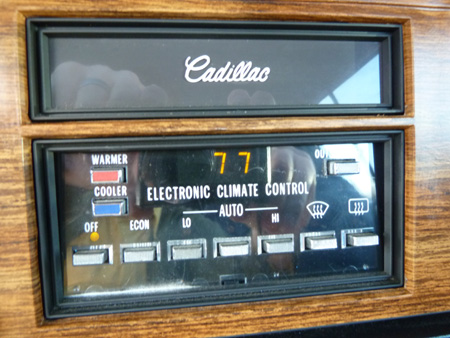 Cadillac
WARMER
77
COOLER
ELECTRONIC CLIMATE CONTROL
OFF
ECON
LO
AUTO
HI